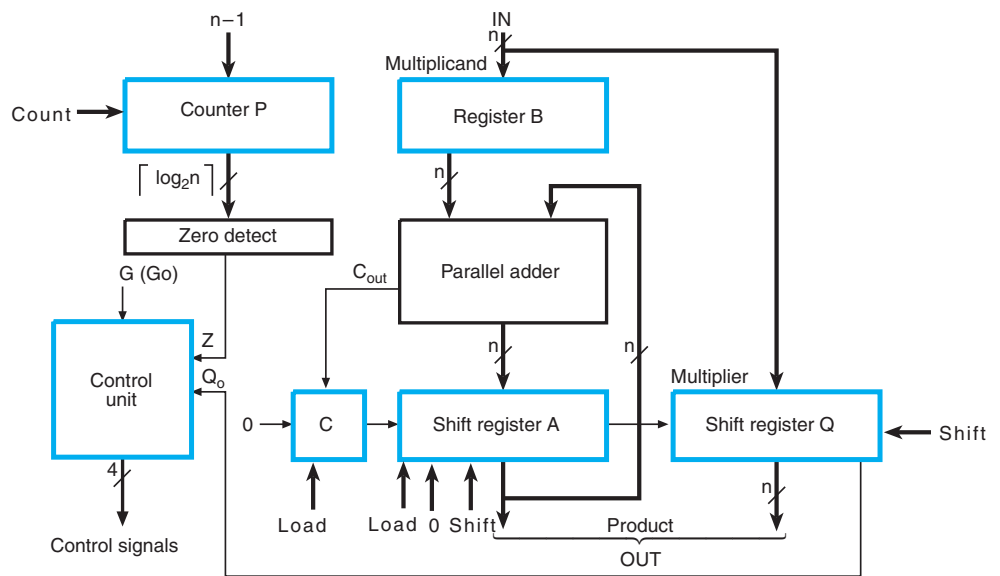 n–1
IN
n
Multiplicand
Count
Counter P
Register B
⌈log₂n⌉
n
Zero detect
G (Go)
Cout
Parallel adder
Z
n
n
Control
unit
Qo
Multiplier
0
C
Shift register A
Shift register Q
Shift
4
n
Load
Load
0
Shift
Product
Control signals
OUT